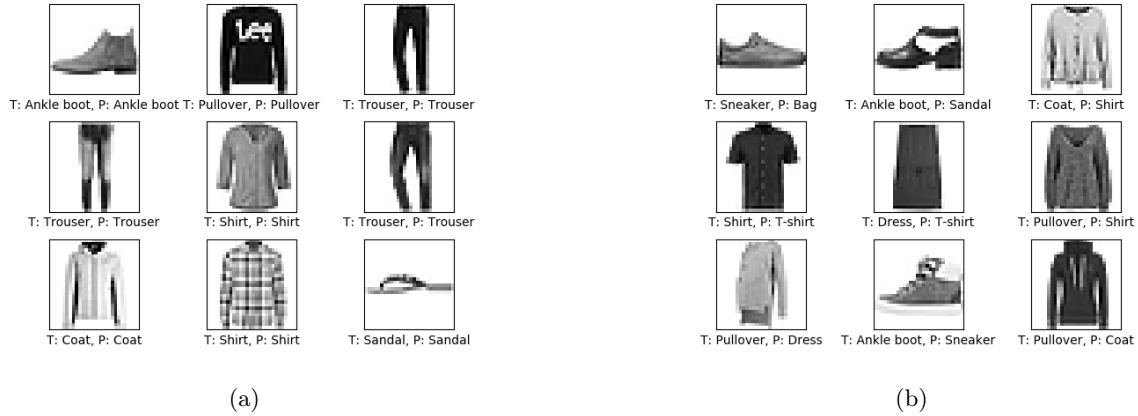 Lee
T: Ankle boot, P: Ankle boot T: Pullover, P: Pullover T: Trouser, P: Trouser
T: Trouser, P: Trouser T: Shirt, P: Shirt T: Trouser, P: Trouser
T: Coat, P: Coat T: Shirt, P: Shirt T: Sandal, P: Sandal
(a)
T: Sneaker, P: Bag T: Ankle boot, P: Sandal T: Coat, P: Shirt
T: Shirt, P: T-shirt T: Dress, P: T-shirt T: Pullover, P: Shirt
T: Pullover, P: Dress T: Ankle boot, P: Sneaker T: Pullover, P: Coat
(b)